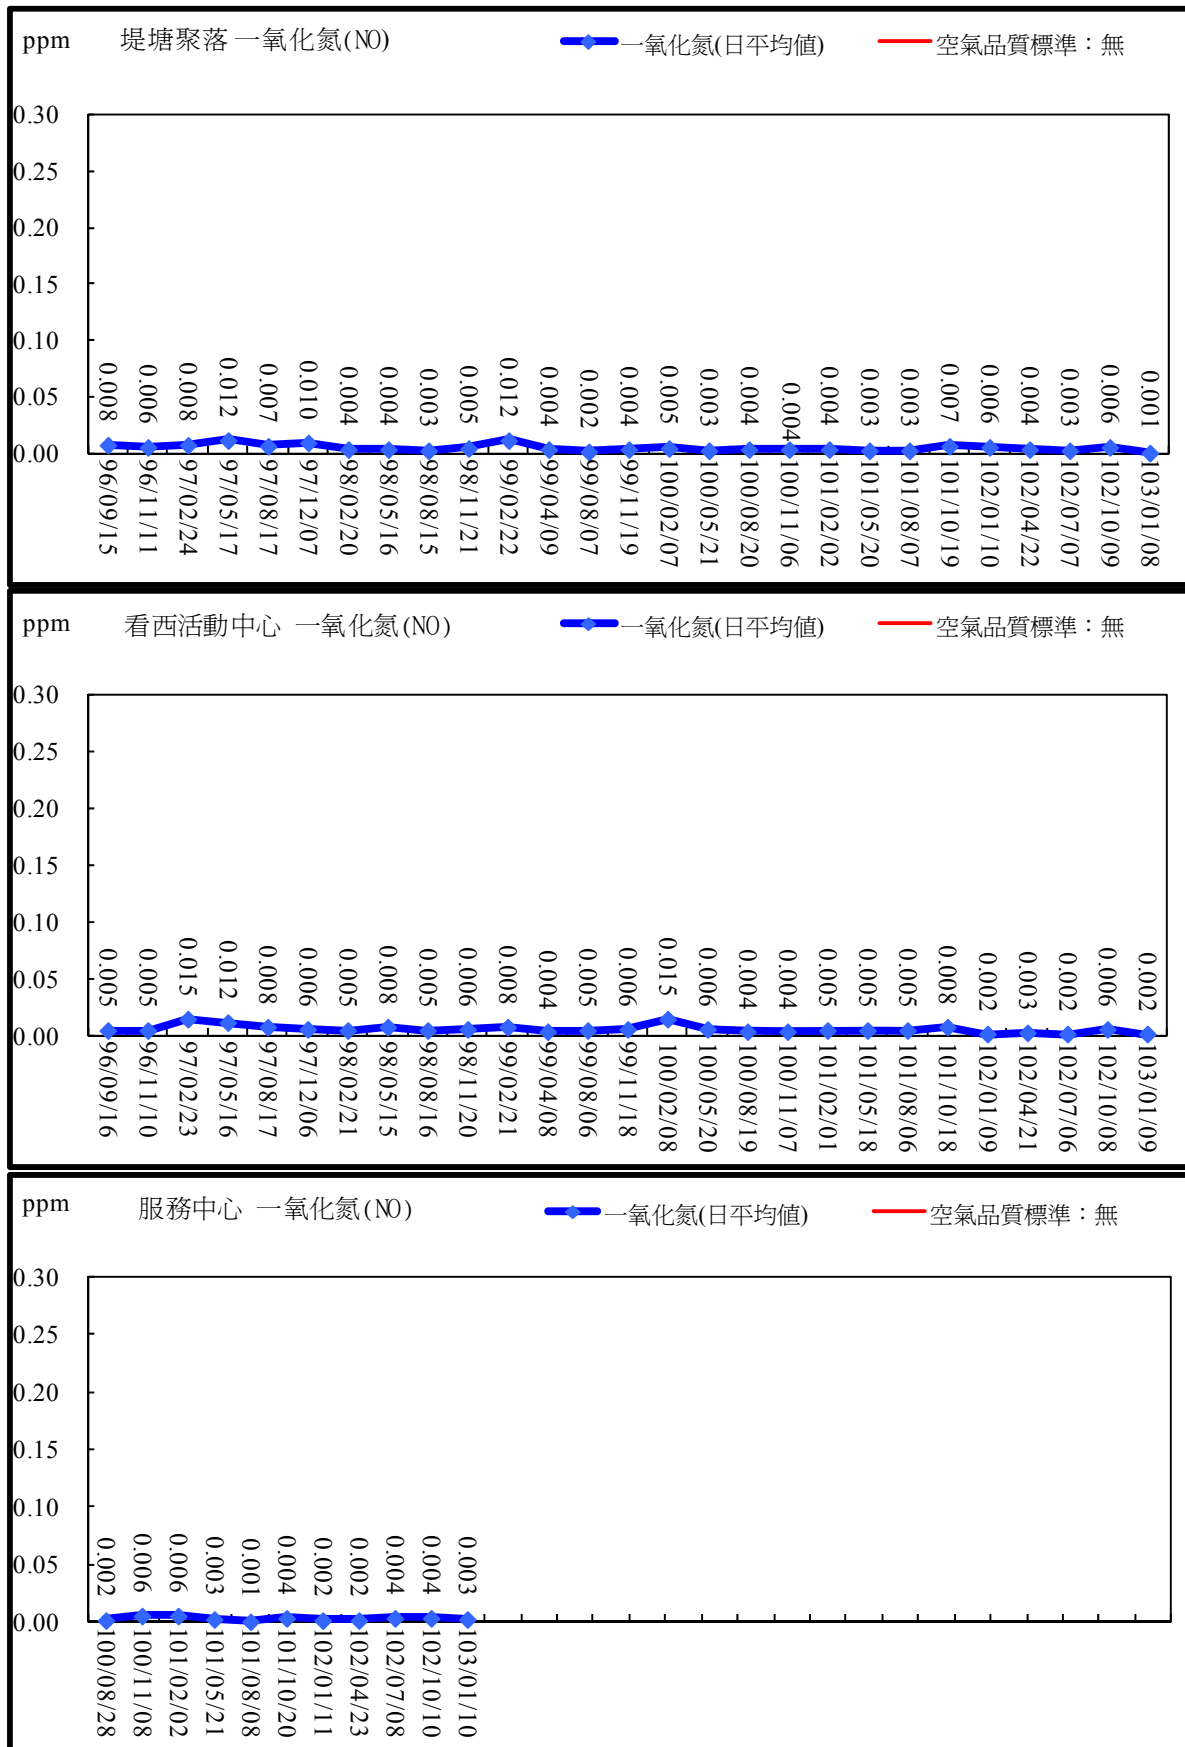 ppm 堤塘聚落 一氧化氮(NO) 一氧化氮(日平均值) 空氣品質標準：無
0.30
0.25
0.20
0.15
0.10
0.05
0.00
0.008 0.006 0.008 0.012 0.007 0.010 0.004 0.004 0.003 0.005 0.012 0.004 0.002 0.004 0.005 0.003 0.004 0.004 0.004 0.003 0.003 0.007 0.006 0.004 0.003 0.006 0.001
96/09/15 96/11/11 97/02/24 97/05/17 97/08/17 97/12/07 98/02/20 98/05/16 98/08/15 98/11/21 99/02/22 99/04/09 99/08/07 99/11/19 100/02/07 100/05/21 100/08/20 100/11/06 101/02/02 101/05/20 101/08/07 101/10/19 102/01/10 102/04/22 102/07/07 102/10/09 103/01/08
ppm 看西活動中心 一氧化氮(NO) 一氧化氮(日平均值) 空氣品質標準：無
0.30
0.25
0.20
0.15
0.10
0.05
0.00
0.005 0.005 0.015 0.012 0.008 0.006 0.005 0.008 0.005 0.006 0.008 0.004 0.005 0.006 0.015 0.006 0.004 0.004 0.005 0.005 0.005 0.008 0.002 0.003 0.002 0.006 0.002
96/09/16 96/11/10 97/02/23 97/05/16 97/08/17 97/12/06 98/02/21 98/05/15 98/08/16 98/11/20 99/02/21 99/04/08 99/08/06 99/11/18 100/02/08 100/05/20 100/08/19 100/11/07 101/02/01 101/05/18 101/08/06 101/10/18 102/01/09 102/04/21 102/07/06 102/10/08 103/01/09
ppm 服務中心 一氧化氮(NO) 一氧化氮(日平均值) 空氣品質標準：無
0.30
0.25
0.20
0.15
0.10
0.05
0.00
0.002 0.006 0.006 0.003 0.001 0.004 0.002 0.002 0.004 0.004 0.003
100/08/28 100/11/08 101/02/02 101/05/21 101/08/08 101/10/20 102/01/11 102/04/23 102/07/08 102/10/10 103/01/10